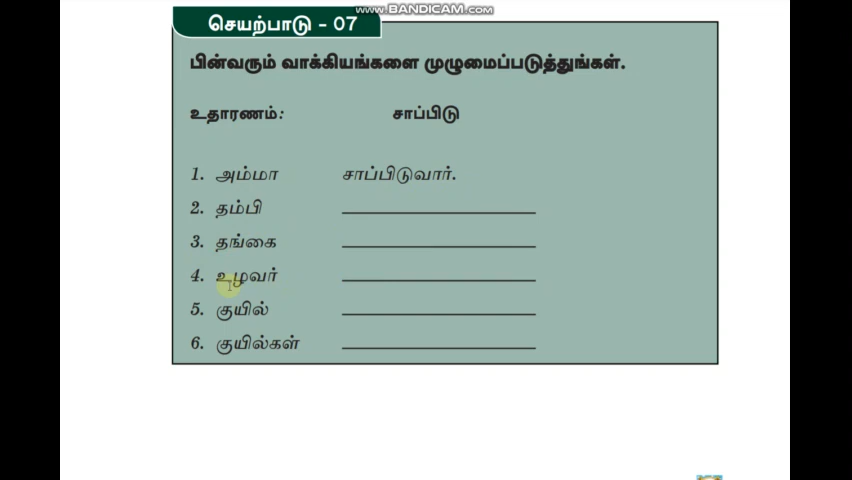 WWW.BANDICAM.COM
செயற்பாடு - 07
பின்வரும் வாக்கியங்களை முழுமைப்படுத்துங்கள்.
உதாரணம்: சாப்பிடு
1. அம்மா சாப்பிடுவார்.
2. தம்பி
3. தங்கை
4. உழவர்
5. குயில்
6. குயில்கள்